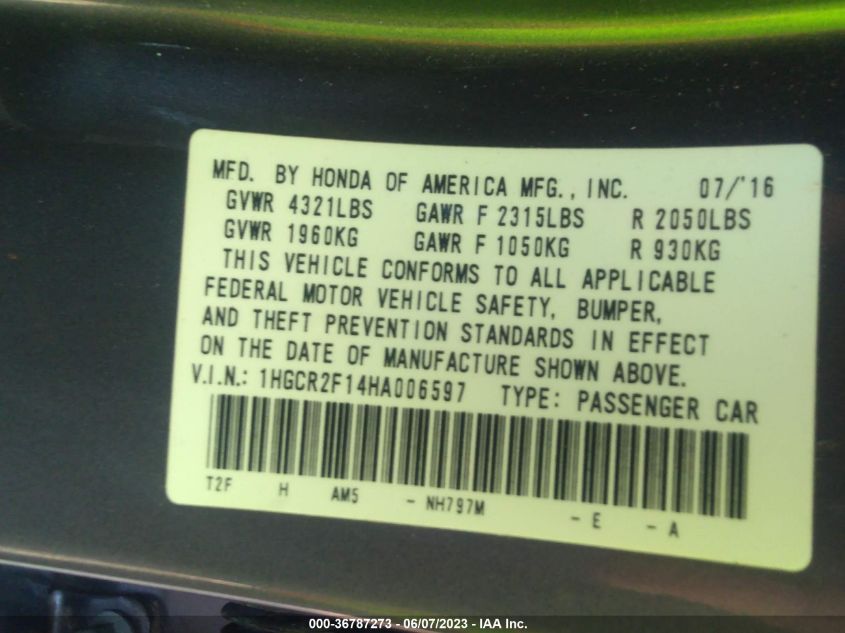 MFD. BY HONDA OF AMERICA MFG., INC. 07/'16
GVWR 4321LBS GAWR F 2315LBS R 2050LBS
GVWR 1960KG GAWR F 1050KG R 930KG
THIS VEHICLE CONFORMS TO ALL APPLICABLE
FEDERAL MOTOR VEHICLE SAFETY, BUMPER,
AND THEFT PREVENTION STANDARDS IN EFFECT
ON THE DATE OF MANUFACTURE SHOWN ABOVE.
V.I.N.: 1HGCR2F14HA006597 TYPE: PASSENGER CAR
T2F H AM5 - NH797M - E - A
000-36787273 - 06/07/2023 - IAA Inc.